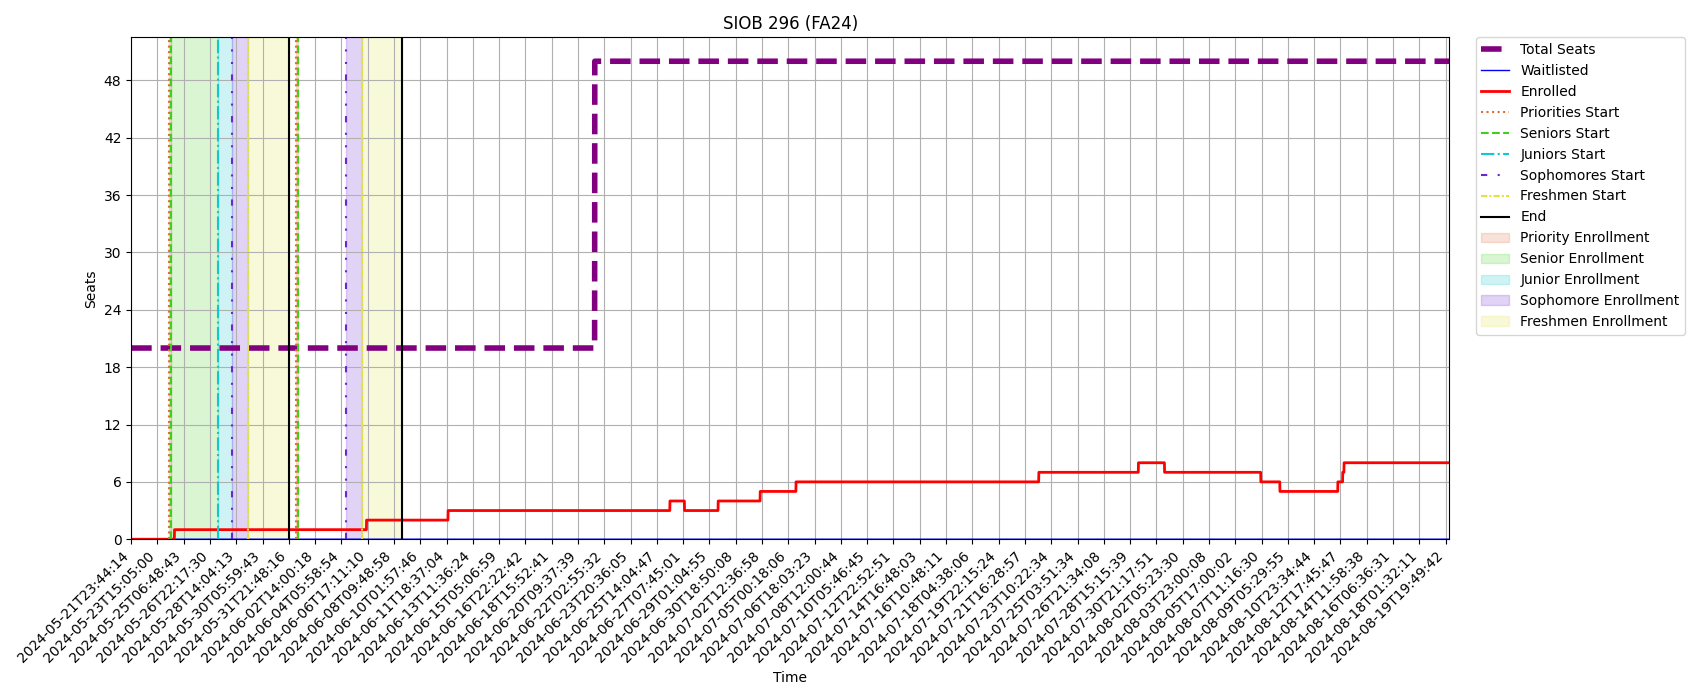 SIOB 296 (FA24)
Seats
48
42
36
30
24
18
12
6
0
2024-05-21T23:44:14
2024-05-23T15:05:00
2024-05-25T06:48:43
2024-05-26T22:17:30
2024-05-28T14:04:13
2024-05-30T05:59:43
2024-05-31T21:48:16
2024-06-02T14:00:18
2024-06-04T05:58:54
2024-06-06T17:11:10
2024-06-08T09:48:58
2024-06-10T01:57:46
2024-06-11T18:37:04
2024-06-13T11:36:24
2024-06-15T05:06:59
2024-06-16T22:22:42
2024-06-18T15:52:41
2024-06-20T09:37:39
2024-06-22T02:55:32
2024-06-23T20:36:05
2024-06-25T14:04:47
2024-06-27T07:45:01
2024-06-29T01:04:55
2024-06-30T18:50:08
2024-07-02T12:36:58
2024-07-05T00:18:06
2024-07-06T18:03:23
2024-07-08T12:00:44
2024-07-10T05:46:45
2024-07-12T22:52:51
2024-07-14T16:48:03
2024-07-16T10:48:11
2024-07-18T04:38:06
2024-07-19T22:15:24
2024-07-21T16:28:57
2024-07-23T10:22:34
2024-07-25T03:51:34
2024-07-26T21:34:08
2024-07-28T15:15:39
2024-07-30T21:17:51
2024-08-02T05:23:30
2024-08-03T23:00:08
2024-08-05T17:00:02
2024-08-07T11:16:30
2024-08-09T05:29:55
2024-08-10T23:34:44
2024-08-12T17:45:47
2024-08-14T11:58:38
2024-08-16T06:36:31
2024-08-18T01:32:11
2024-08-19T19:49:42
Time
Total Seats
Waitlisted
Enrolled
Priorities Start
Seniors Start
Juniors Start
Sophomores Start
Freshmen Start
End
Priority Enrollment
Senior Enrollment
Junior Enrollment
Sophomore Enrollment
Freshmen Enrollment